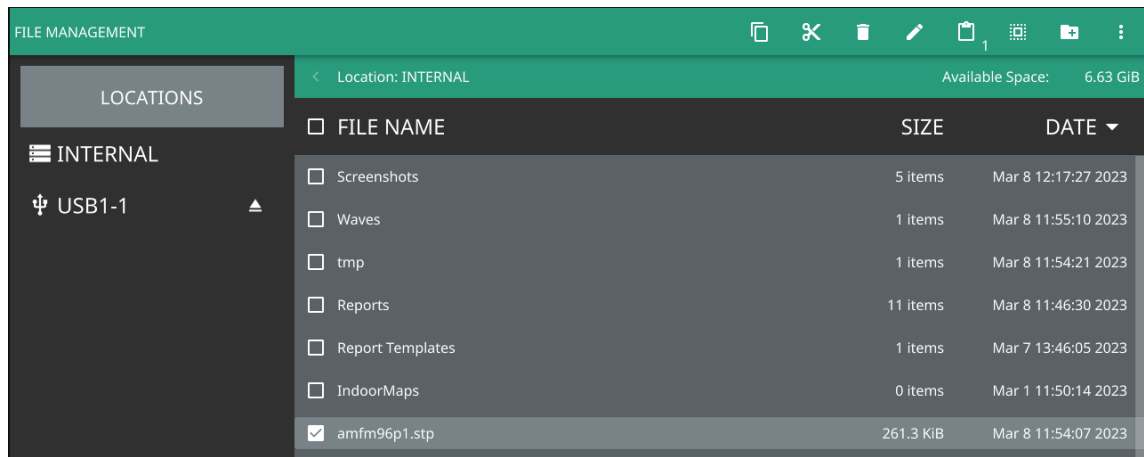 FILE MANAGEMENT
1
LOCATIONS
INTERNAL
USB1-1
Location: INTERNAL Available Space: 6.63 GiB
FILE NAME SIZE DATE
Screenshots 5 items Mar 8 12:17:27 2023
Waves 1 items Mar 8 11:55:10 2023
tmp 1 items Mar 8 11:54:21 2023
Reports 11 items Mar 8 11:46:30 2023
Report Templates 1 items Mar 7 13:46:05 2023
IndoorMaps 0 items Mar 1 11:50:14 2023
amfm96p1.stp 261.3 KiB Mar 8 11:54:07 2023